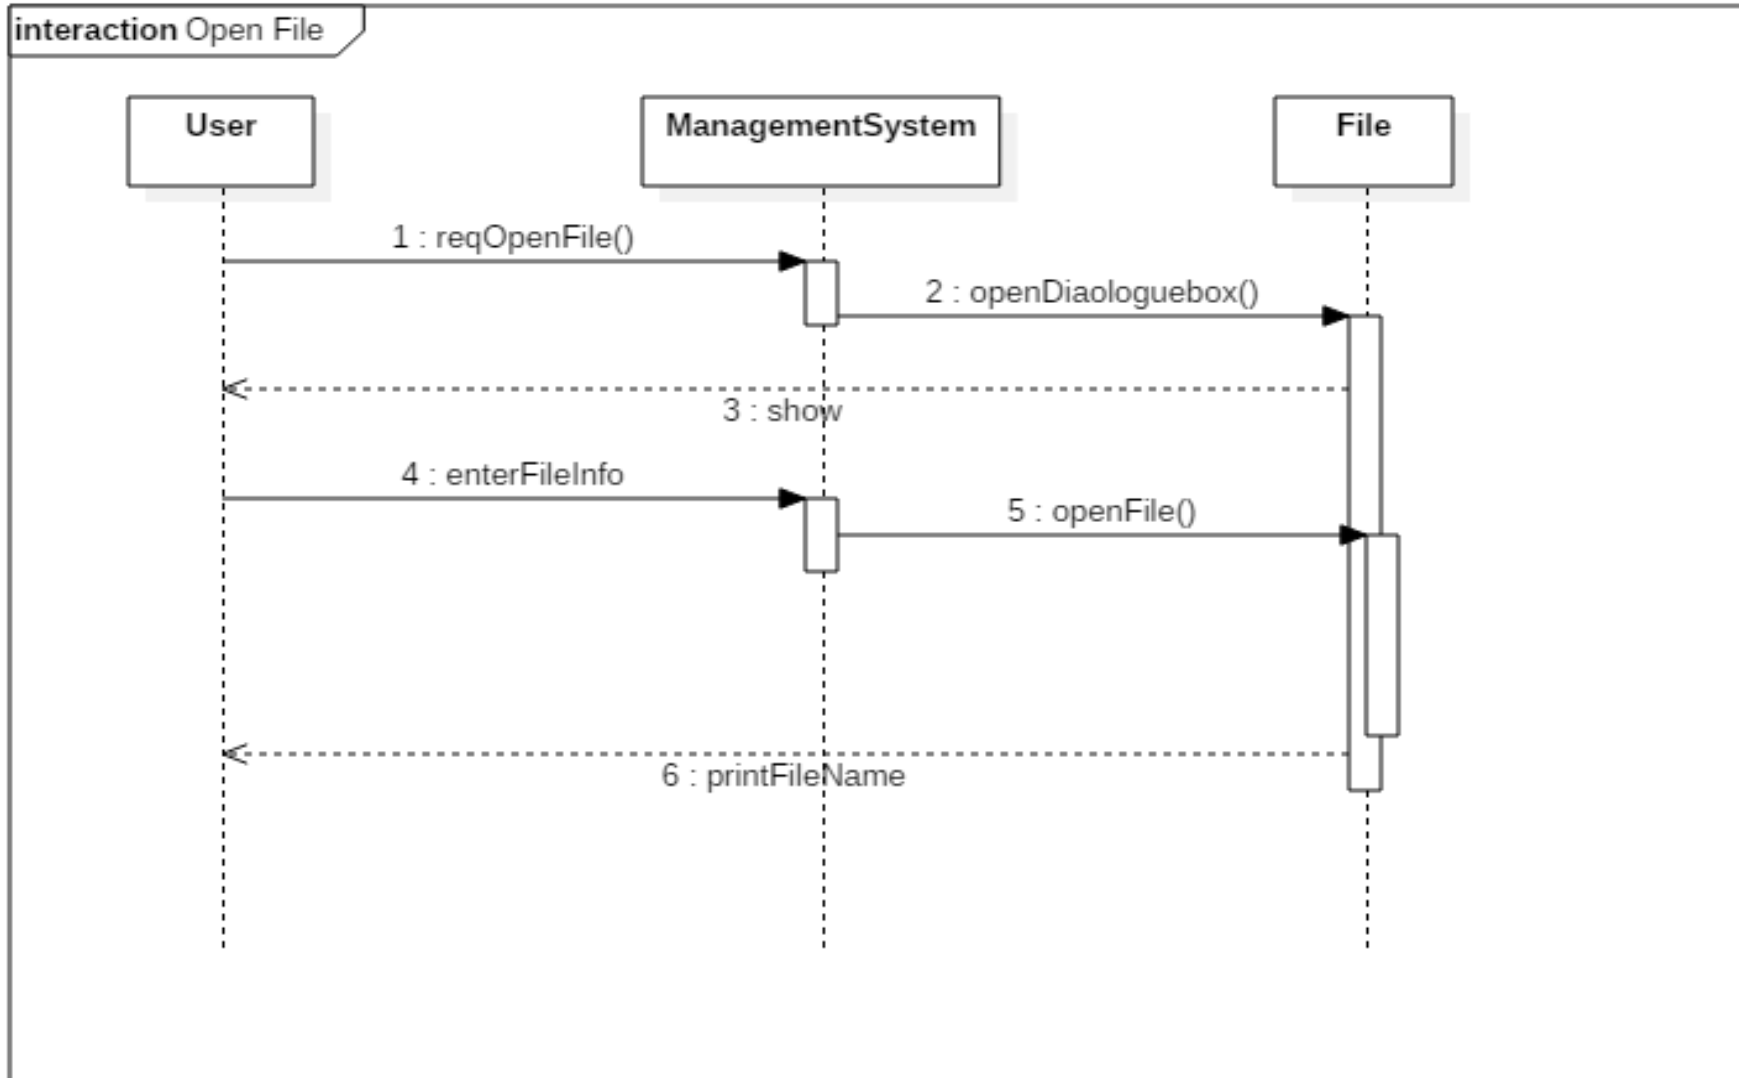 interaction Open File
User
ManagementSystem
File
1 : reqOpenFile()
2 : openDiaologuebox()
3 : show
4 : enterFileInfo
5 : openFile()
6 : printFileName